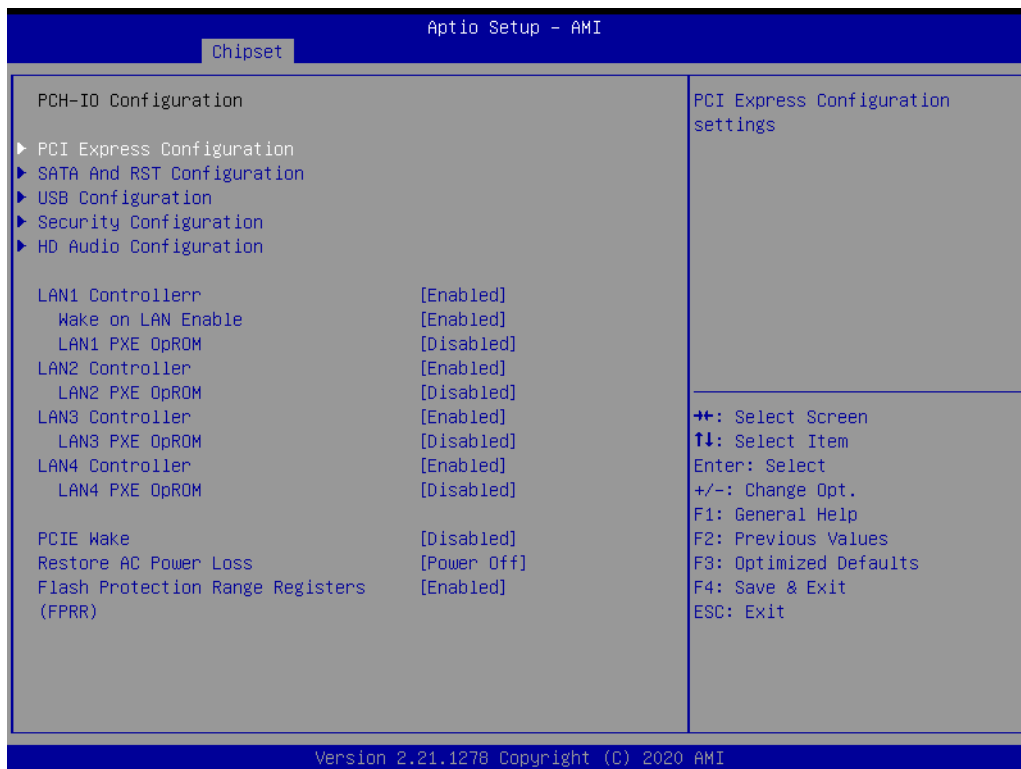 Aptio Setup – AMI
Chipset
PCH-IO Configuration
PCI Express Configuration
SATA And RST Configuration
USB Configuration
Security Configuration
HD Audio Configuration
LAN1 Controllerr [Enabled]
Wake on LAN Enable [Enabled]
LAN1 PXE OpROM [Disabled]
LAN2 Controller [Enabled]
LAN2 PXE OpROM [Disabled]
LAN3 Controller [Enabled]
LAN3 PXE OpROM [Disabled]
LAN4 Controller [Enabled]
LAN4 PXE OpROM [Disabled]
PCIE Wake [Disabled]
Restore AC Power Loss [Power Off]
Flash Protection Range Registers [Enabled]
(FPRR)
PCI Express Configuration
settings
→←: Select Screen
↑↓: Select Item
Enter: Select
+/-: Change Opt.
F1: General Help
F2: Previous Values
F3: Optimized Defaults
F4: Save & Exit
ESC: Exit
Version 2.21.1278 Copyright (C) 2020 AMI